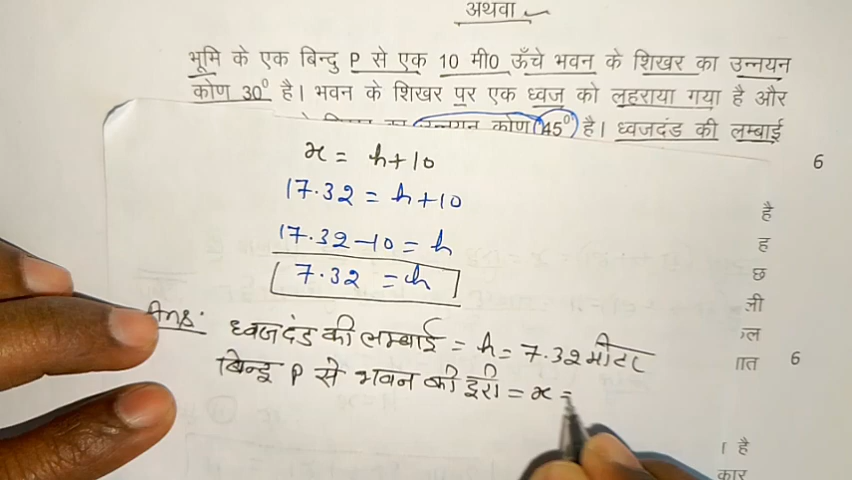 अथवा
भूमि के एक बिन्दु P से एक 10 मी0 ऊँचे भवन के शिखर का उन्नयन
कोण 30⁰ है। भवन के शिखर पर एक ध्वज को लहराया गया है और
उन्नयन कोण 45⁰ है। ध्वजदंड की लम्बाई
6
x = h+10
17.32 = h+10
17.32-10 = h
7.32 = h
Ans: ध्वजदंड की लम्बाई = h = 7.32 मीटर
बिन्दू P से भवन की दूरी = x =
है
ह
छ
ली
ल
ात 6
। है
कार